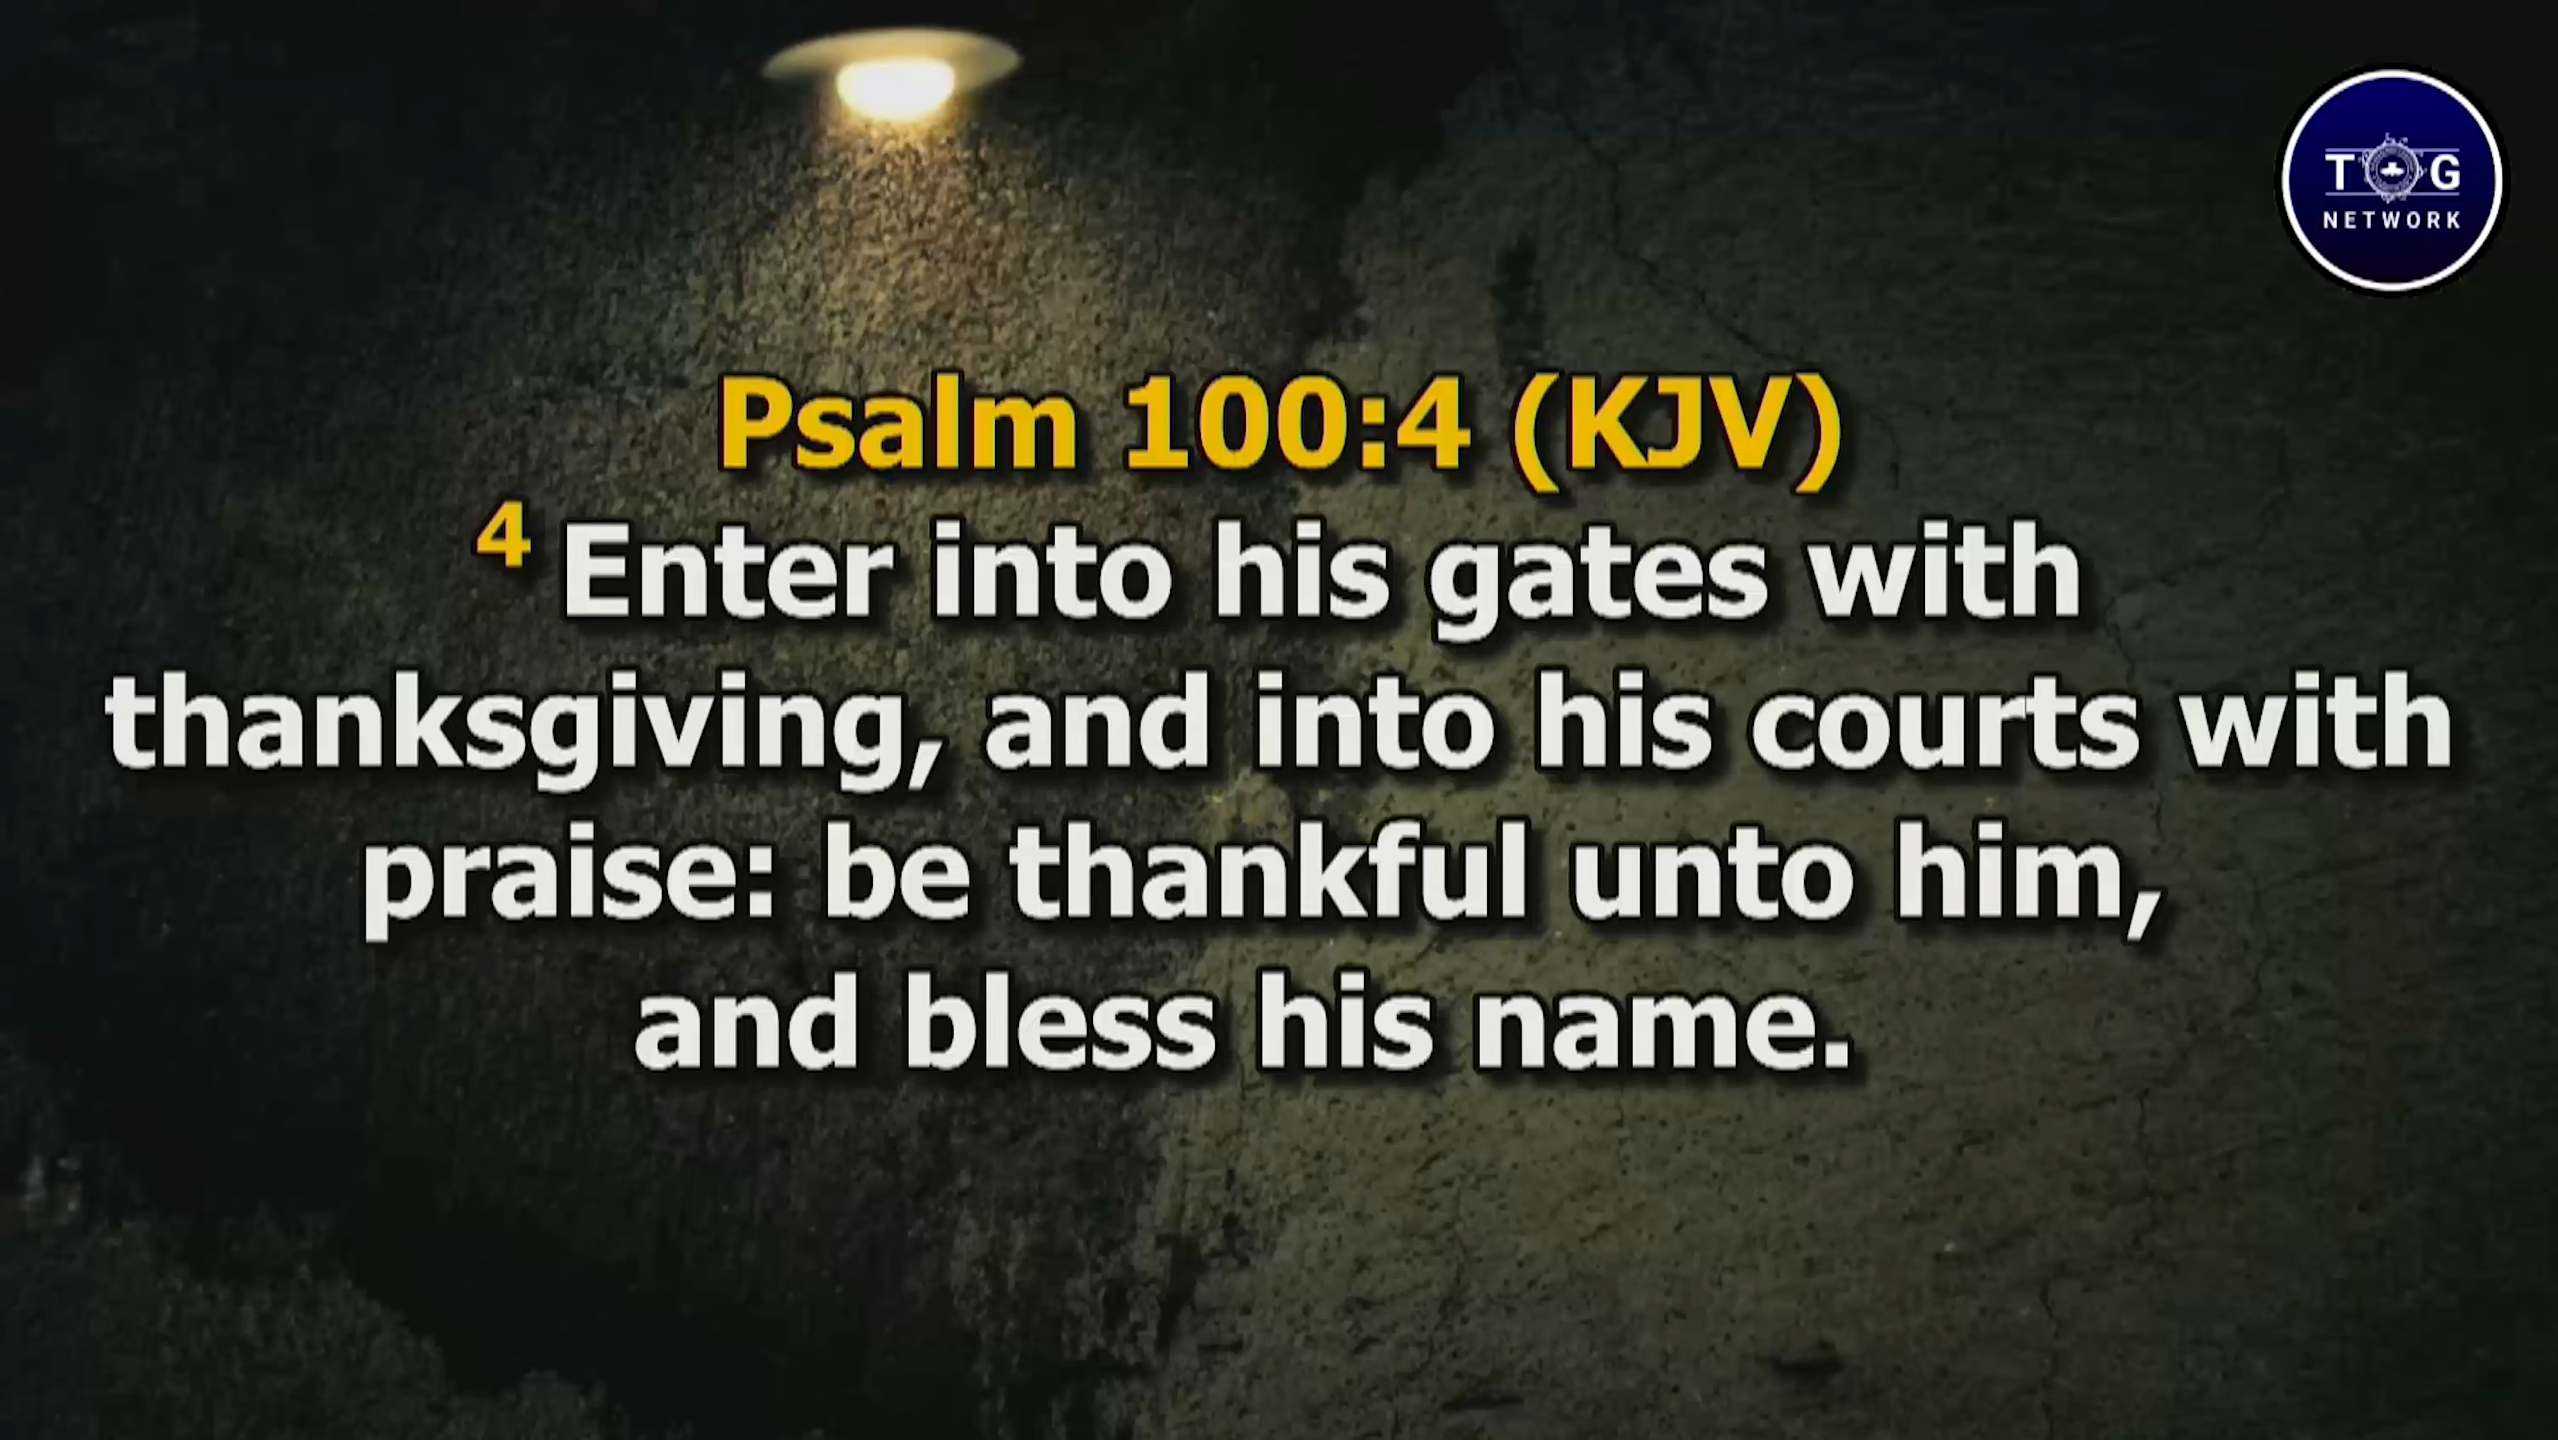 T G
NETWORK
Psalm 100:4 (KJV)
4 Enter into his gates with
thanksgiving, and into his courts with
praise: be thankful unto him,
and bless his name.